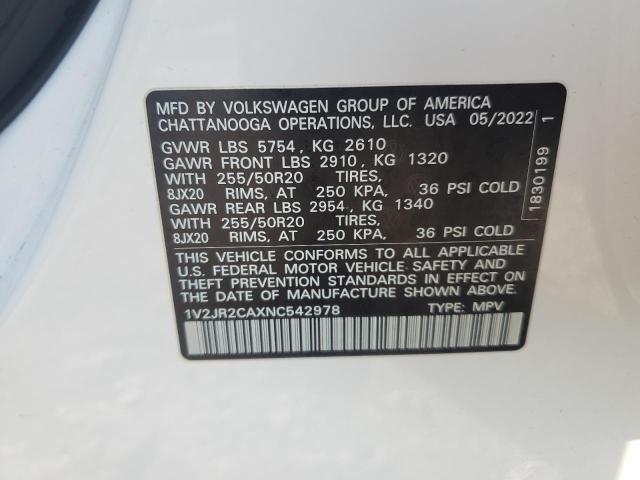 MFD BY VOLKSWAGEN GROUP OF AMERICA
CHATTANOOGA OPERATIONS, LLC. USA 05/2022
GVWR LBS 5754, KG 2610
GAWR FRONT LBS 2910, KG 1320
WITH 255/50R20 TIRES,
8JX20 RIMS, AT 250 KPA, 36 PSI COLD
GAWR REAR LBS 2954, KG 1340
WITH 255/50R20 TIRES,
8JX20 RIMS, AT 250 KPA, 36 PSI COLD
THIS VEHICLE CONFORMS TO ALL APPLICABLE
U.S. FEDERAL MOTOR VEHICLE SAFETY AND
THEFT PREVENTION STANDARDS IN EFFECT ON
THE DATE OF MANUFACTURE SHOWN ABOVE.
1V2JR2CAXNC542978 TYPE: MPV
1830199 1